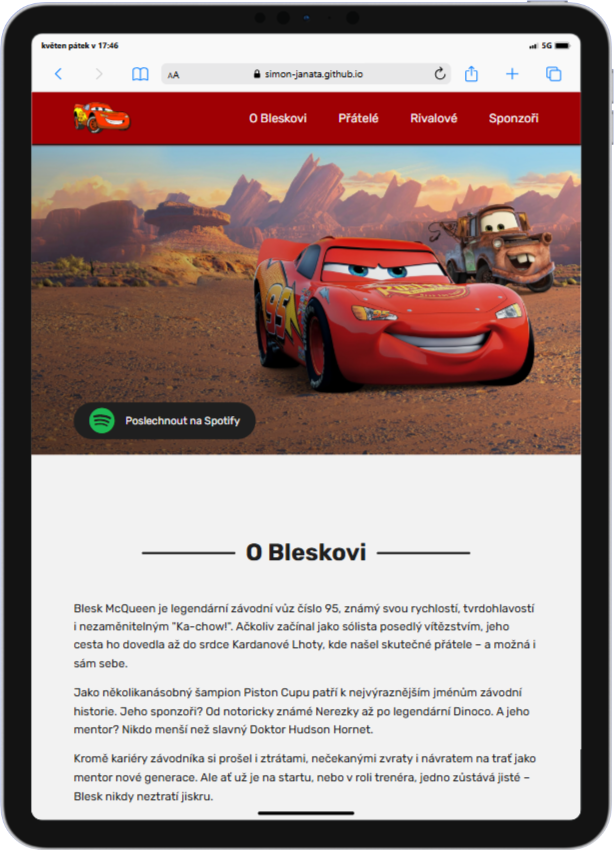 květen pátek v 17:46
5G
AA
simon-janata.github.io
O Bleskovi
Přátelé
Rivalové
Sponzoři
95
Poslechnout na Spotify
O Bleskovi
Blesk McQueen je legendární závodní vůz číslo 95, známý svou rychlostí, tvrdohlavostí
i nezaměnitelným "Ka-chow!". Ačkoliv začínal jako sólista posedlý vítězstvím, jeho
cesta ho dovedla až do srdce Kardanové Lhoty, kde našel skutečné přátele – a možná i
sám sebe.
Jako několikanásobný šampion Piston Cupu patří k nejvýraznějším jménům závodní
historie. Jeho sponzoři? Od notoricky známé Nerezky až po legendární Dinoco. A jeho
mentor? Nikdo menší než slavný Doktor Hudson Hornet.
Kromě kariéry závodníka si prošel i ztrátami, nečekanými zvraty i návratem na trať jako
mentor nové generace. Ale ať už je na startu, nebo v roli trenéra, jedno zůstává jisté –
Blesk nikdy neztratí jiskru.